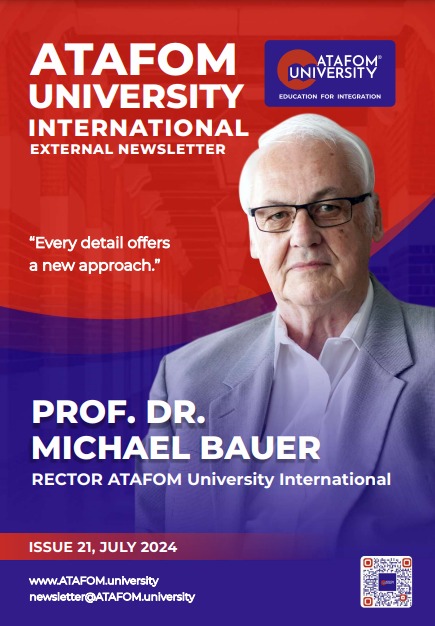 ATAFOM
UNIVERSITY
INTERNATIONAL
EXTERNAL NEWSLETTER
ATAFOM®
UNIVERSITY
EDUCATION FOR INTEGRATION
“Every detail offers
a new approach.”
PROF. DR.
MICHAEL BAUER
RECTOR ATAFOM University International
ISSUE 21, JULY 2024
www.ATAFOM.university
newsletter@ATAFOM.university